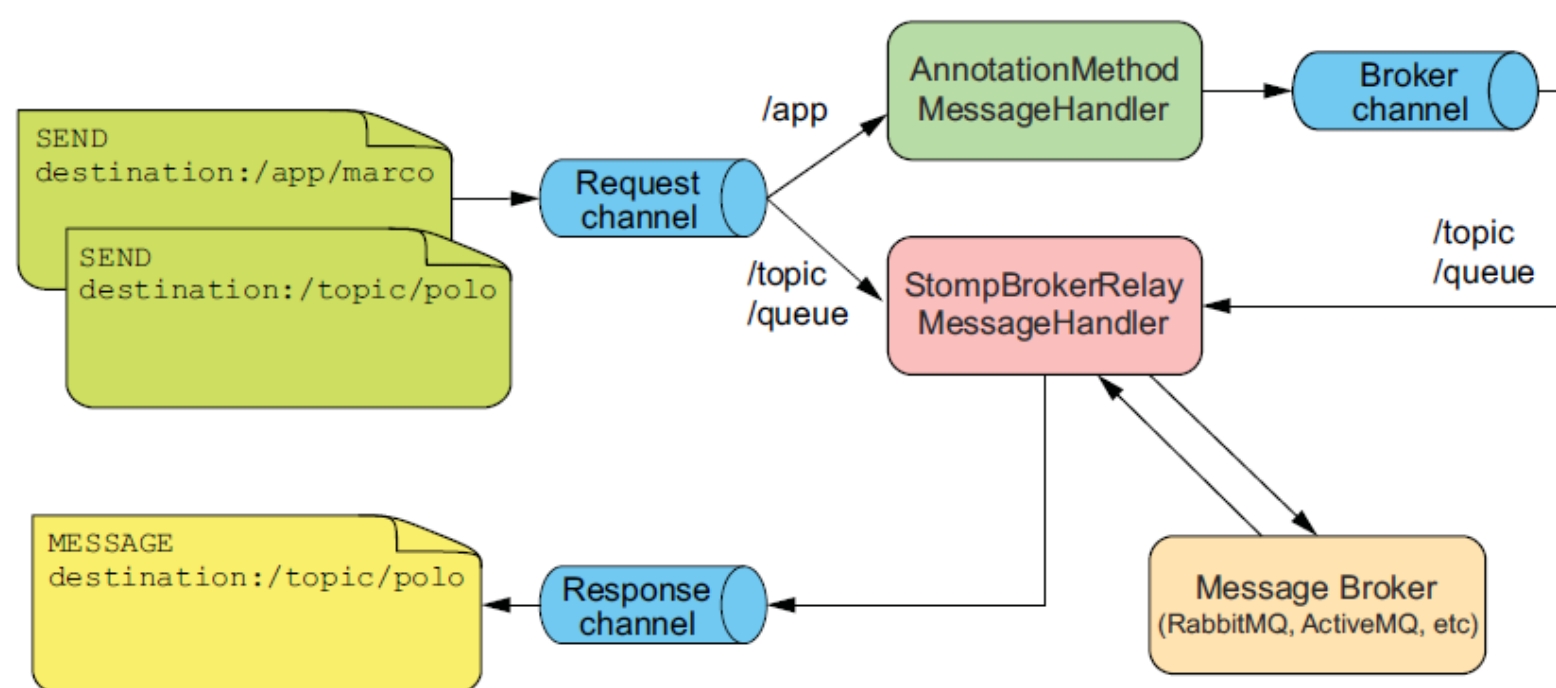 SEND
destination:/app/marco
SEND
destination:/topic/polo
Request
channel
/app
/topic
/queue
AnnotationMethod
MessageHandler
Broker
channel
StompBrokerRelay
MessageHandler
/topic
/queue
MESSAGE
destination:/topic/polo
Response
channel
Message Broker
(RabbitMQ, ActiveMQ, etc)